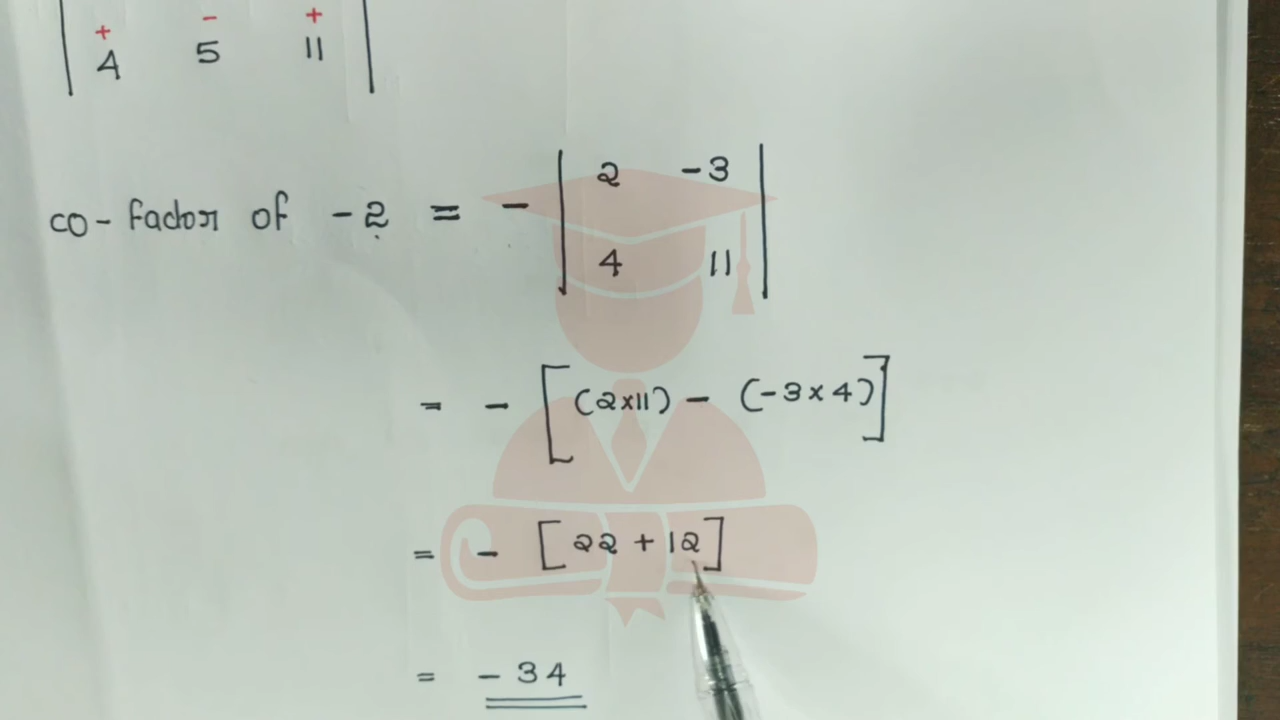 + - +
| 4 5 11 |
co-factor of -2 = - | 2 -3 |
| 4 11 |
= - [(2x11) - (-3x4)]
= - [22 + 12]
= - 34